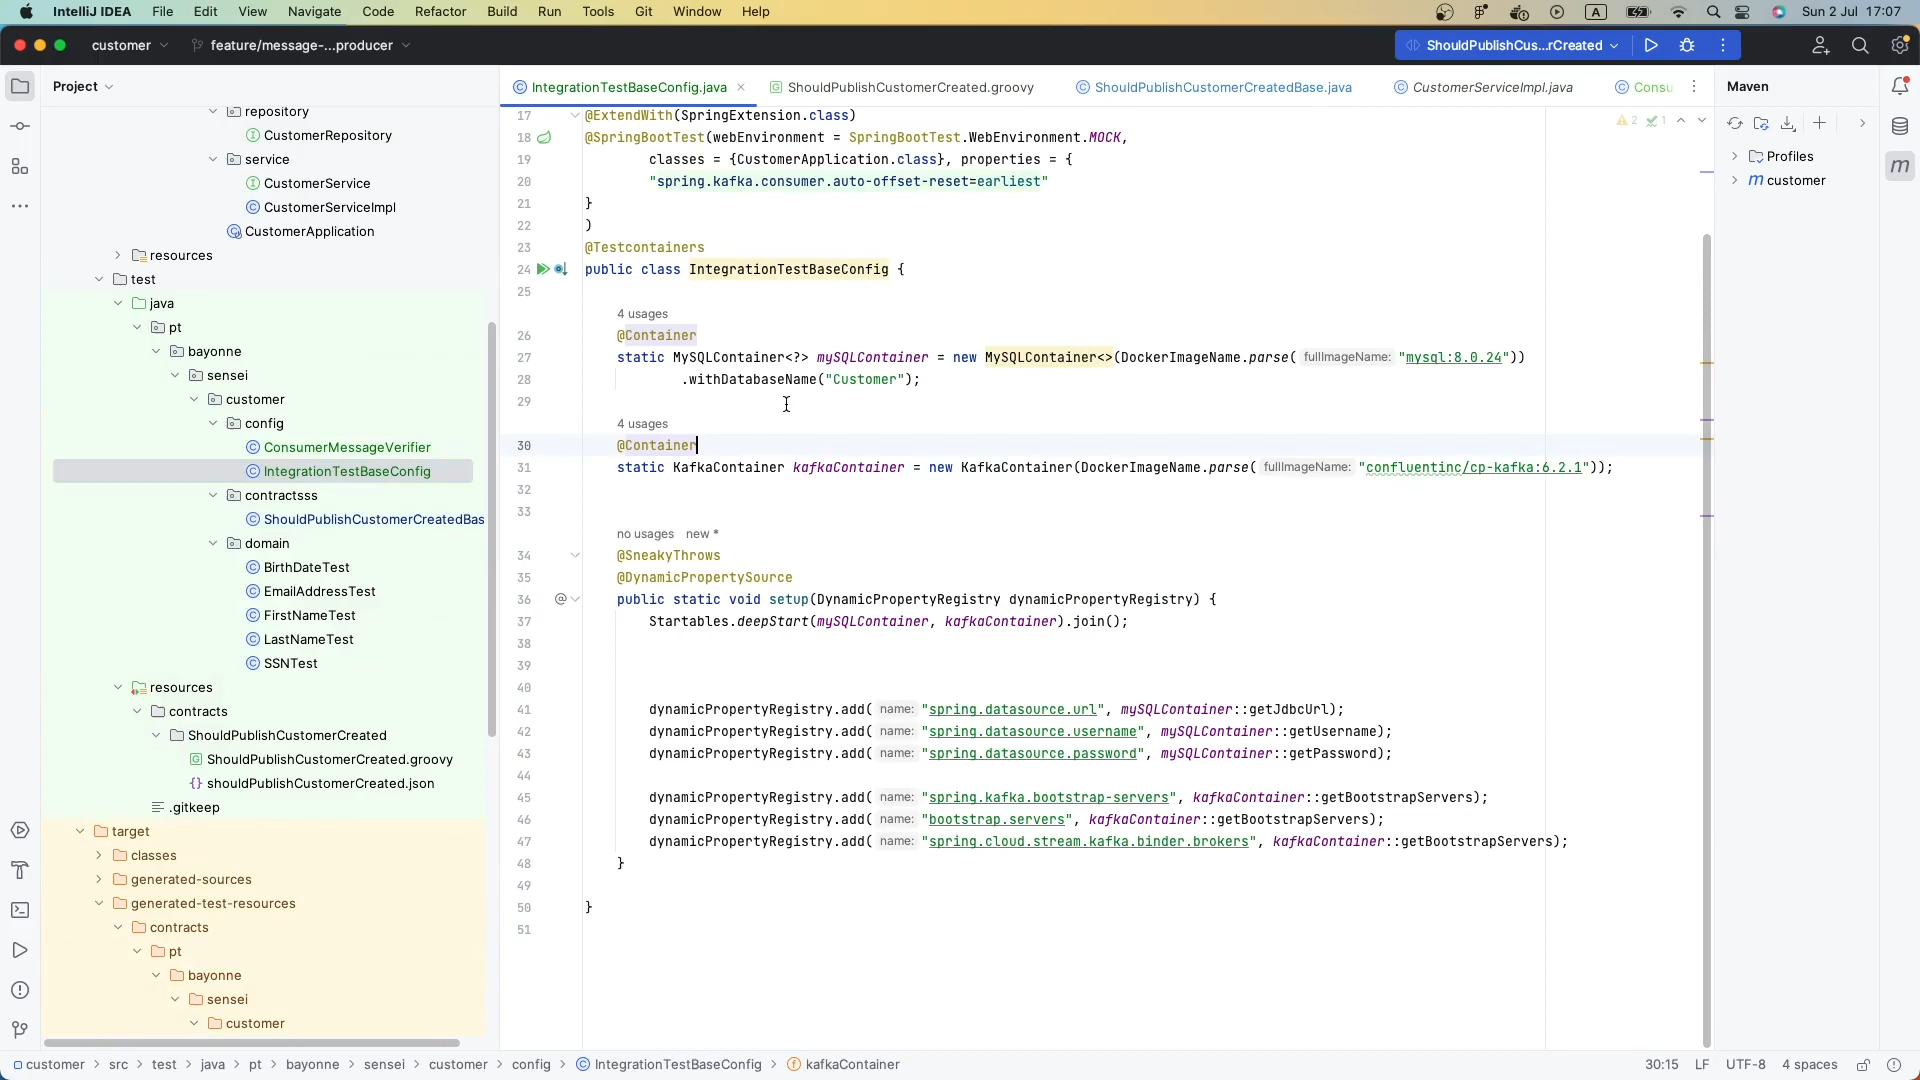 IntelliJ IDEA File Edit View Navigate Code Refactor Build Run Tools Git Window Help A Sun 2 Jul 17:07
customer feature/message-...producer ShouldPublishCus...rCreated
Project IntegrationTestBaseConfig.java ShouldPublishCustomerCreated.groovy ShouldPublishCustomerCreatedBase.java CustomerServiceImpl.java Consu Maven
repository
CustomerRepository
service
CustomerService
CustomerServiceImpl
CustomerApplication
resources
test
java
pt
bayonne
sensei
customer
config
ConsumerMessageVerifier
IntegrationTestBaseConfig
contractsss
ShouldPublishCustomerCreatedBas
domain
BirthDateTest
EmailAddressTest
FirstNameTest
LastNameTest
SSNTest
resources
contracts
ShouldPublishCustomerCreated
ShouldPublishCustomerCreated.groovy
shouldPublishCustomerCreated.json
.gitkeep
target
classes
generated-sources
generated-test-resources
contracts
pt
bayonne
sensei
customer
17 @ExtendWith(SpringExtension.class)
18 @SpringBootTest(webEnvironment = SpringBootTest.WebEnvironment.MOCK,
19 classes = {CustomerApplication.class}, properties = {
20 "spring.kafka.consumer.auto-offset-reset=earliest"
21 }
22 )
23 @Testcontainers
24 public class IntegrationTestBaseConfig {
25
4 usages
26 @Container
27 static MySQLContainer<?> mySQLContainer = new MySQLContainer<>(DockerImageName.parse( fullImageName: "mysql:8.0.24"))
28 .withDatabaseName("Customer");
29
4 usages
30 @Container
31 static KafkaContainer kafkaContainer = new KafkaContainer(DockerImageName.parse( fullImageName: "confluentinc/cp-kafka:6.2.1"));
32
33
no usages new *
34 @SneakyThrows
35 @DynamicPropertySource
36 public static void setup(DynamicPropertyRegistry dynamicPropertyRegistry) {
37 Startables.deepStart(mySQLContainer, kafkaContainer).join();
38
39
40
41 dynamicPropertyRegistry.add( name: "spring.datasource.url", mySQLContainer::getJdbcUrl);
42 dynamicPropertyRegistry.add( name: "spring.datasource.username", mySQLContainer::getUsername);
43 dynamicPropertyRegistry.add( name: "spring.datasource.password", mySQLContainer::getPassword);
44
45 dynamicPropertyRegistry.add( name: "spring.kafka.bootstrap-servers", kafkaContainer::getBootstrapServers);
46 dynamicPropertyRegistry.add( name: "bootstrap.servers", kafkaContainer::getBootstrapServers);
47 dynamicPropertyRegistry.add( name: "spring.cloud.stream.kafka.binder.brokers", kafkaContainer::getBootstrapServers);
48 }
49
50 }
51
2 1
Profiles
m customer
m
customer > src > test > java > pt > bayonne > sensei > customer > config > IntegrationTestBaseConfig > kafkaContainer 30:15 LF UTF-8 4 spaces